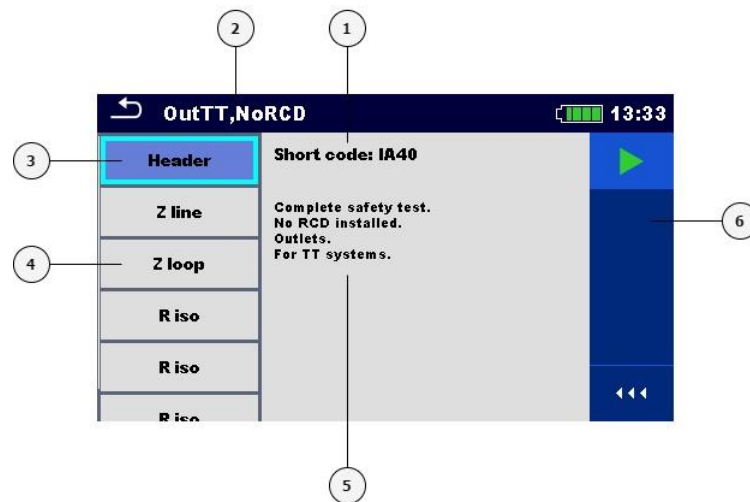 2
1
OutTT,NoRCD
13:33
3
Header
Short code: IA40
Z line
Complete safety test.
No RCD installed.
Outlets.
For TT systems.
6
4
Z loop
R iso
R iso
R iso
5